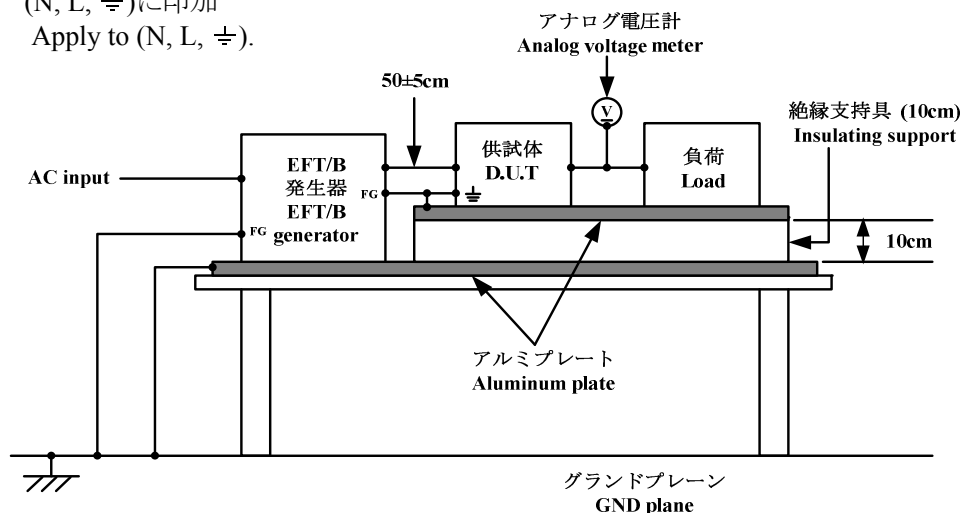 (N, L, ⏚)に印加
Apply to (N, L, ⏚).
アナログ電圧計
Analog voltage meter
50±5cm
V
絶縁支持具 (10cm)
Insulating support
AC input
EFT/B
発生器
EFT/B
generator
FG
FG
供試体
D.U.T
負荷
Load
10cm
アルミプレート
Aluminum plate
グランドプレーン
GND plane